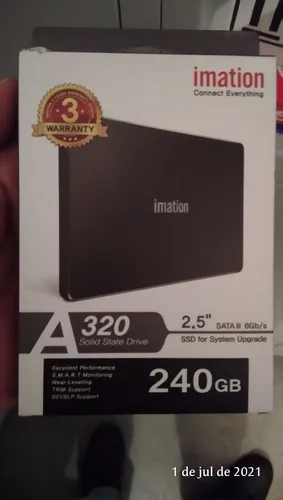 imation
Connect Everything
3
WARRANTY
imation
A 320
Solid State Drive
2.5" SATA III 6Gb/s
SSD for System Upgrade
Excellent Performance
S.M.A.R.T Monitoring
Wear-Leveling
TRIM Support
DEVSLP Support
240GB
1 de jul de 2021